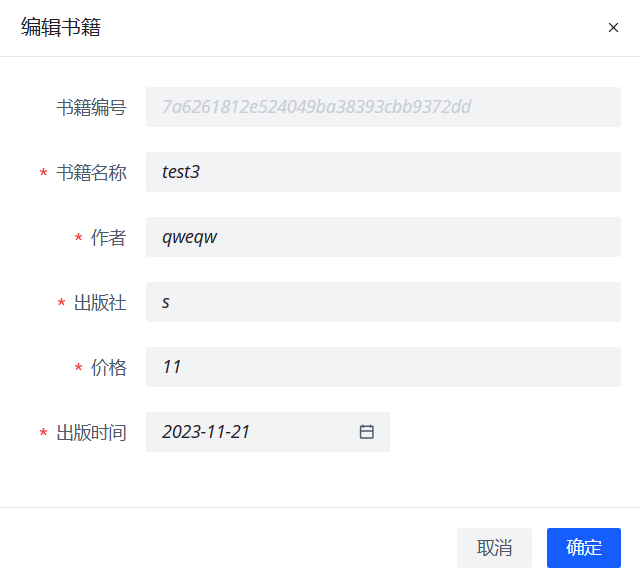 编辑书籍
书籍编号 7a6261812e524049ba38393cbb9372dd
* 书籍名称 test3
* 作者 qweqw
* 出版社 s
* 价格 11
* 出版时间 2023-11-21
取消 确定